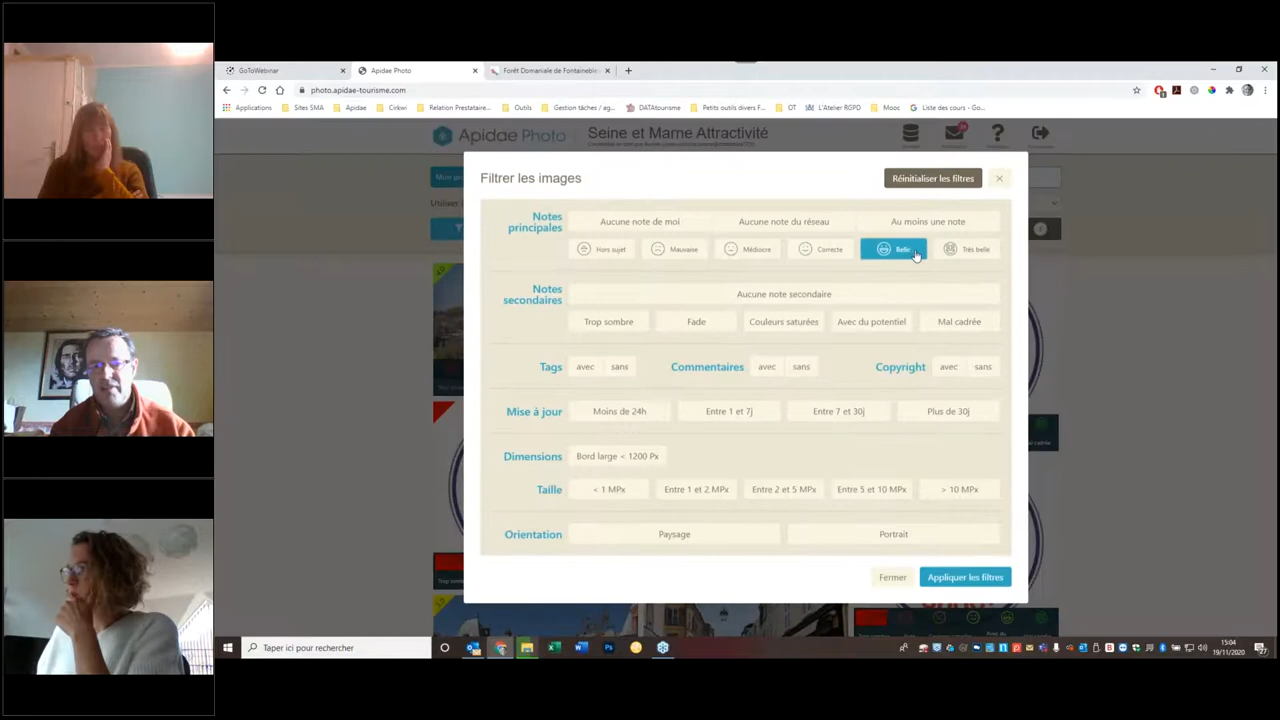 GoToWebinar
Apidae Photo
Forêt Domaniale de Fontaineble
photo.apidae-tourisme.com
Applications
Sites SMA
Apidae
Cirkwi
Relation Prestataire...
Outils
Gestion tâches / ag...
DATAtourisme
Petits outils divers F...
OT
L'Atelier RGPD
Mooc
Liste des cours - Go...
Apidae Photo
Seine et Marne Attractivité
Filtrer les images
Réinitialiser les filtres
Notes principales
Aucune note de moi
Aucune note du réseau
Au moins une note
Hors sujet
Mauvaise
Médiocre
Correcte
Belle
Très belle
Notes secondaires
Aucune note secondaire
Trop sombre
Fade
Couleurs saturées
Avec du potentiel
Mal cadrée
Tags
avec
sans
Commentaires
avec
sans
Copyright
avec
sans
Mise à jour
Moins de 24h
Entre 1 et 7j
Entre 7 et 30j
Plus de 30j
Dimensions
Bord large < 1200 Px
Taille
< 1 MPx
Entre 1 et 2 MPx
Entre 2 et 5 MPx
Entre 5 et 10 MPx
> 10 MPx
Orientation
Paysage
Portrait
Fermer
Appliquer les filtres
Taper ici pour rechercher
15:04
19/11/2020